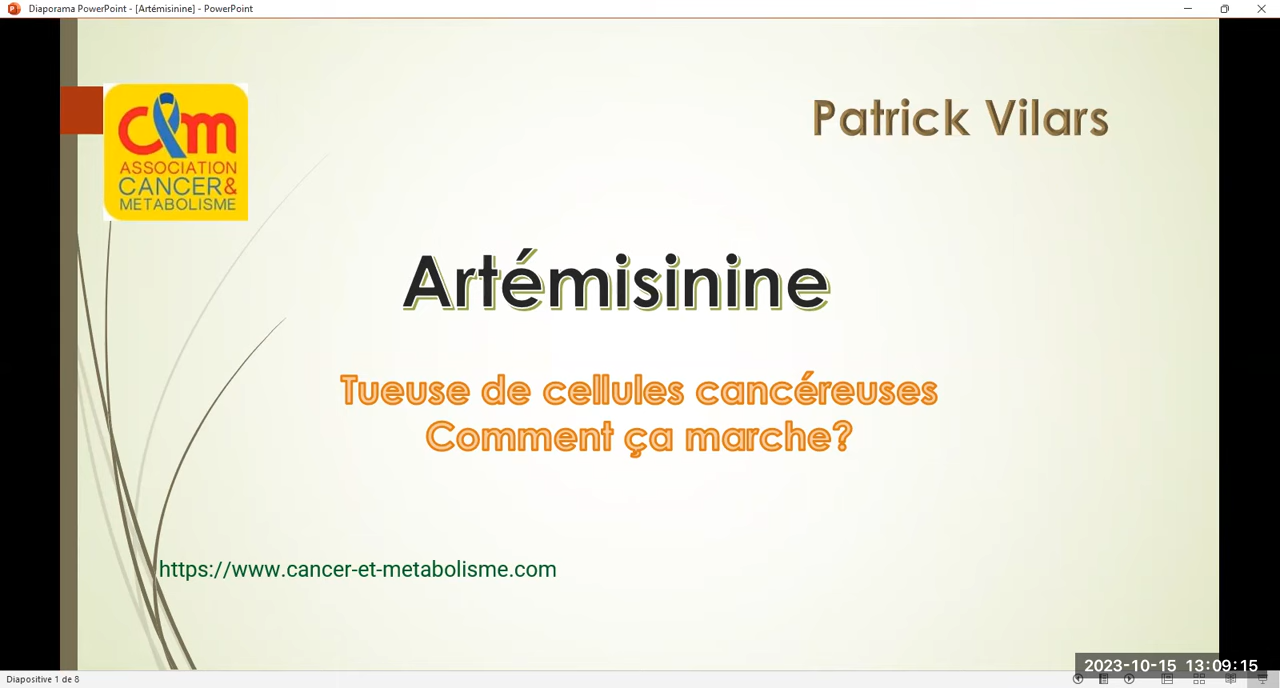 Diaporama PowerPoint - [Artémisinine] - PowerPoint
c&m
ASSOCIATION
CANCER&
METABOLISME
Patrick Vilars
Artémisinine
Tueuse de cellules cancéreuses
Comment ça marche?
https://www.cancer-et-metabolisme.com
2023-10-15 13:09:15
Diapositive 1 de 8